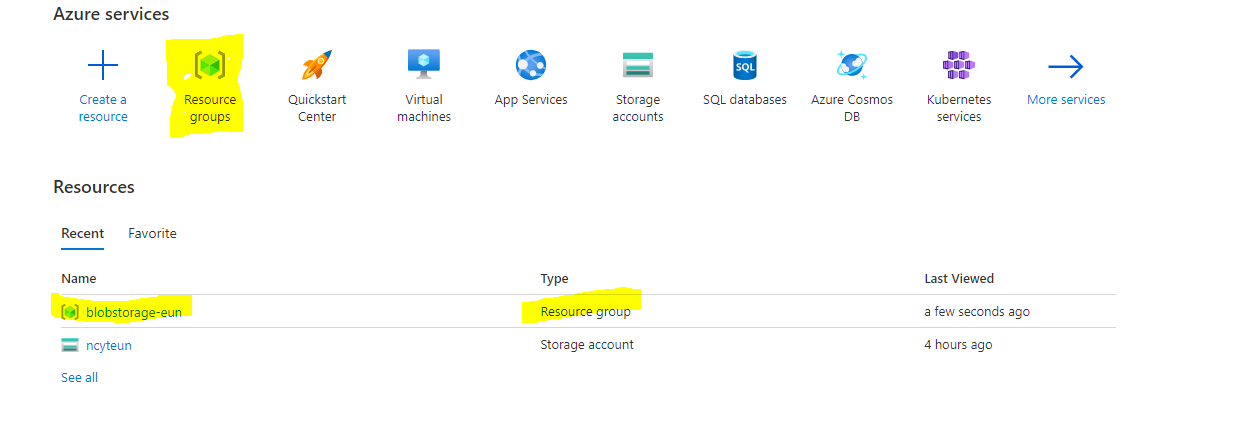 Azure services
Create a
resource
Resource
groups
Quickstart
Center
Virtual
machines
App Services
Storage
accounts
SQL
SQL databases
Azure Cosmos
DB
Kubernetes
services
More services
Resources
Recent Favorite
Name Type Last Viewed
blobstorage-eun Resource group a few seconds ago
ncyteun Storage account 4 hours ago
See all